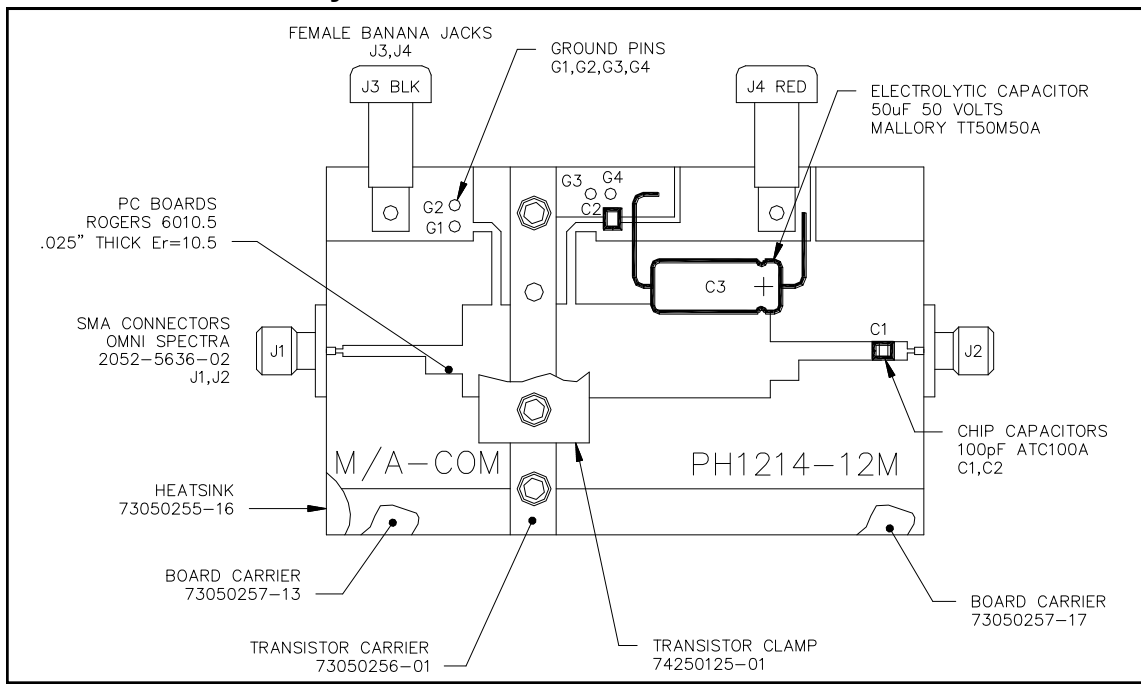 FEMALE BANANA JACKS
J3,J4
GROUND PINS
G1,G2,G3,G4
J3 BLK
J4 RED
ELECTROLYTIC CAPACITOR
50uF 50 VOLTS
MALLORY TT50M50A
G3 G4
G2
C2
G1
PC BOARDS
ROGERS 6010.5
.025" THICK Er=10.5
C3 +
SMA CONNECTORS
OMNI SPECTRA
2052-5636-02
J1,J2
J1
C1
J2
CHIP CAPACITORS
100pF ATC100A
C1,C2
M/A-COM
PH1214-12M
HEATSINK
73050255-16
BOARD CARRIER
73050257-13
BOARD CARRIER
73050257-17
TRANSISTOR CARRIER
73050256-01
TRANSISTOR CLAMP
74250125-01